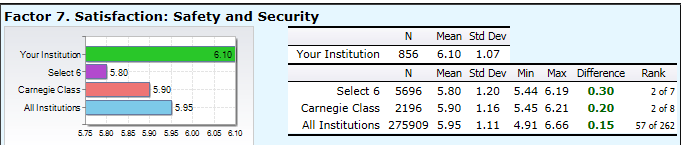 Factor 7. Satisfaction: Safety and Security
Your Institution 6.10
Select 6 5.80
Carnegie Class 5.90
All Institutions 5.95
5.75 5.80 5.85 5.90 5.95 6.00 6.05 6.10
N Mean Std Dev
Your Institution 856 6.10 1.07
N Mean Std Dev Min Max Difference Rank
Select 6 5696 5.80 1.20 5.44 6.19 0.30 2 of 7
Carnegie Class 2196 5.90 1.16 5.45 6.21 0.20 2 of 8
All Institutions 275909 5.95 1.11 4.91 6.66 0.15 57 of 262